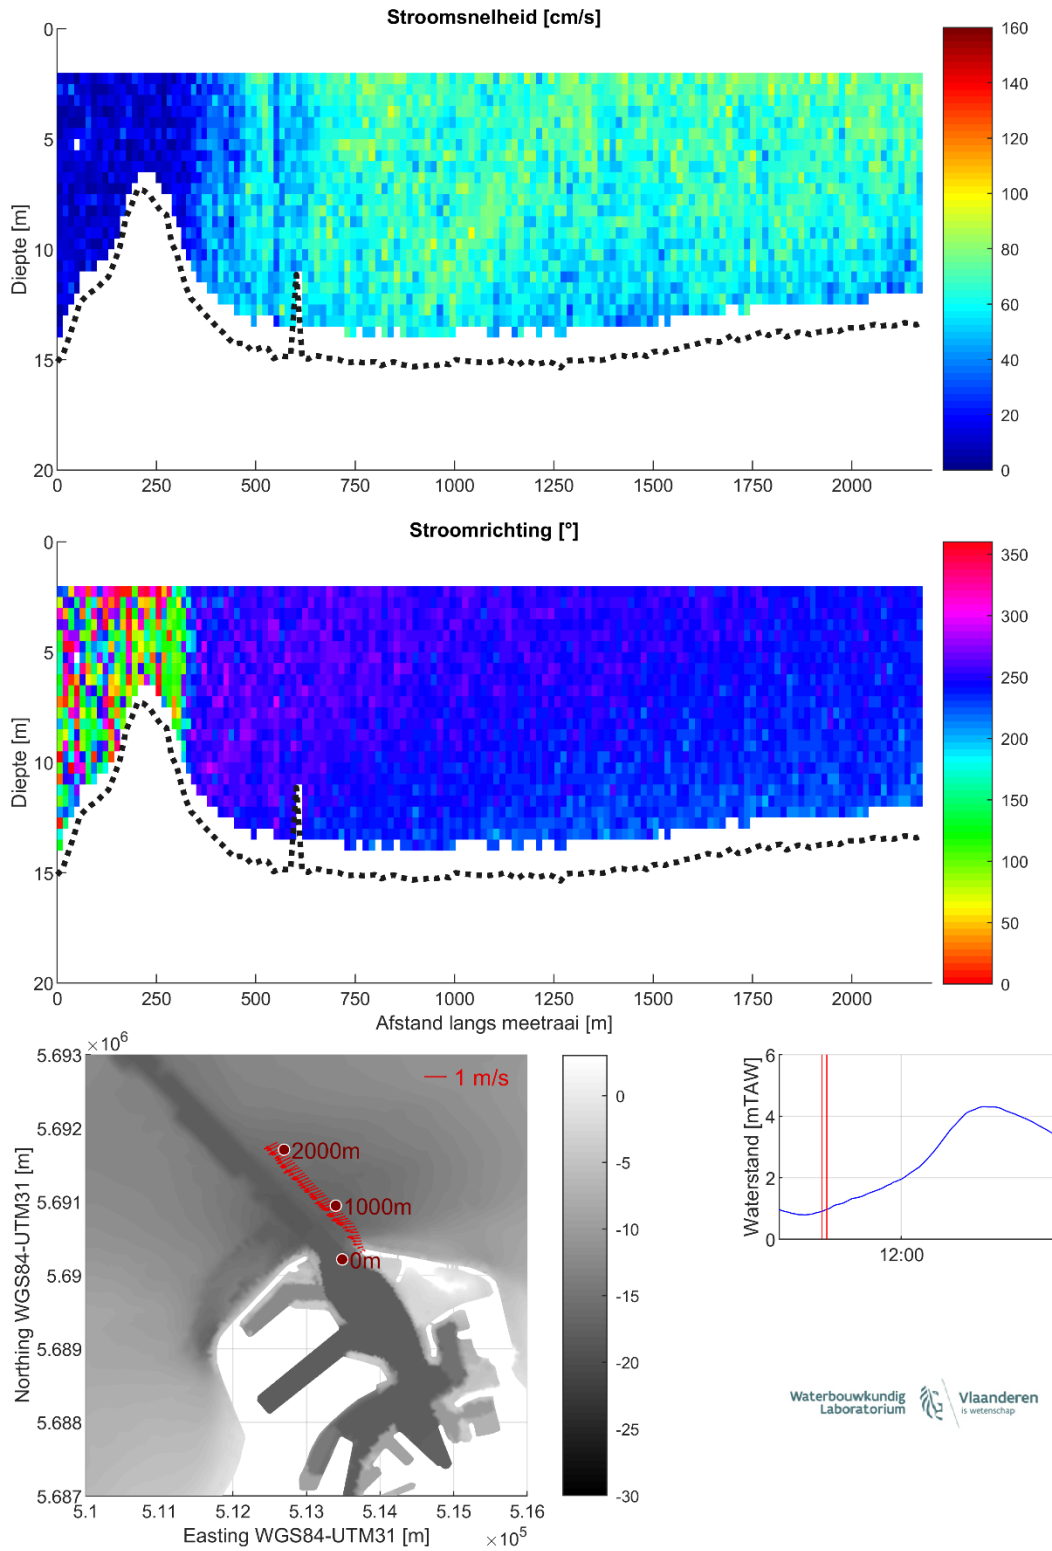 Stroomsnelheid [cm/s]
0
5
10
15
20
Diepte [m]
0 250 500 750 1000 1250 1500 1750 2000
160
140
120
100
80
60
40
20
0
Stroomrichting [°]
0
5
10
15
20
Diepte [m]
0 250 500 750 1000 1250 1500 1750 2000
Afstand langs meetraai [m]
350
300
250
200
150
100
50
0
×10⁶
5.693
5.692
5.691
5.69
5.689
5.688
5.687
Northing WGS84-UTM31 [m]
1 m/s
2000m
1000m
0m
5.1 5.12 5.13 5.14 5.15 5.16
Easting WGS84-UTM31 [m]
×10⁵
0
-5
-10
-15
-20
-25
-30
Waterstand [mTAW]
6
4
2
0
12:00
Waterbouwkundig
Laboratorium
Vlaanderen
is wetenschap